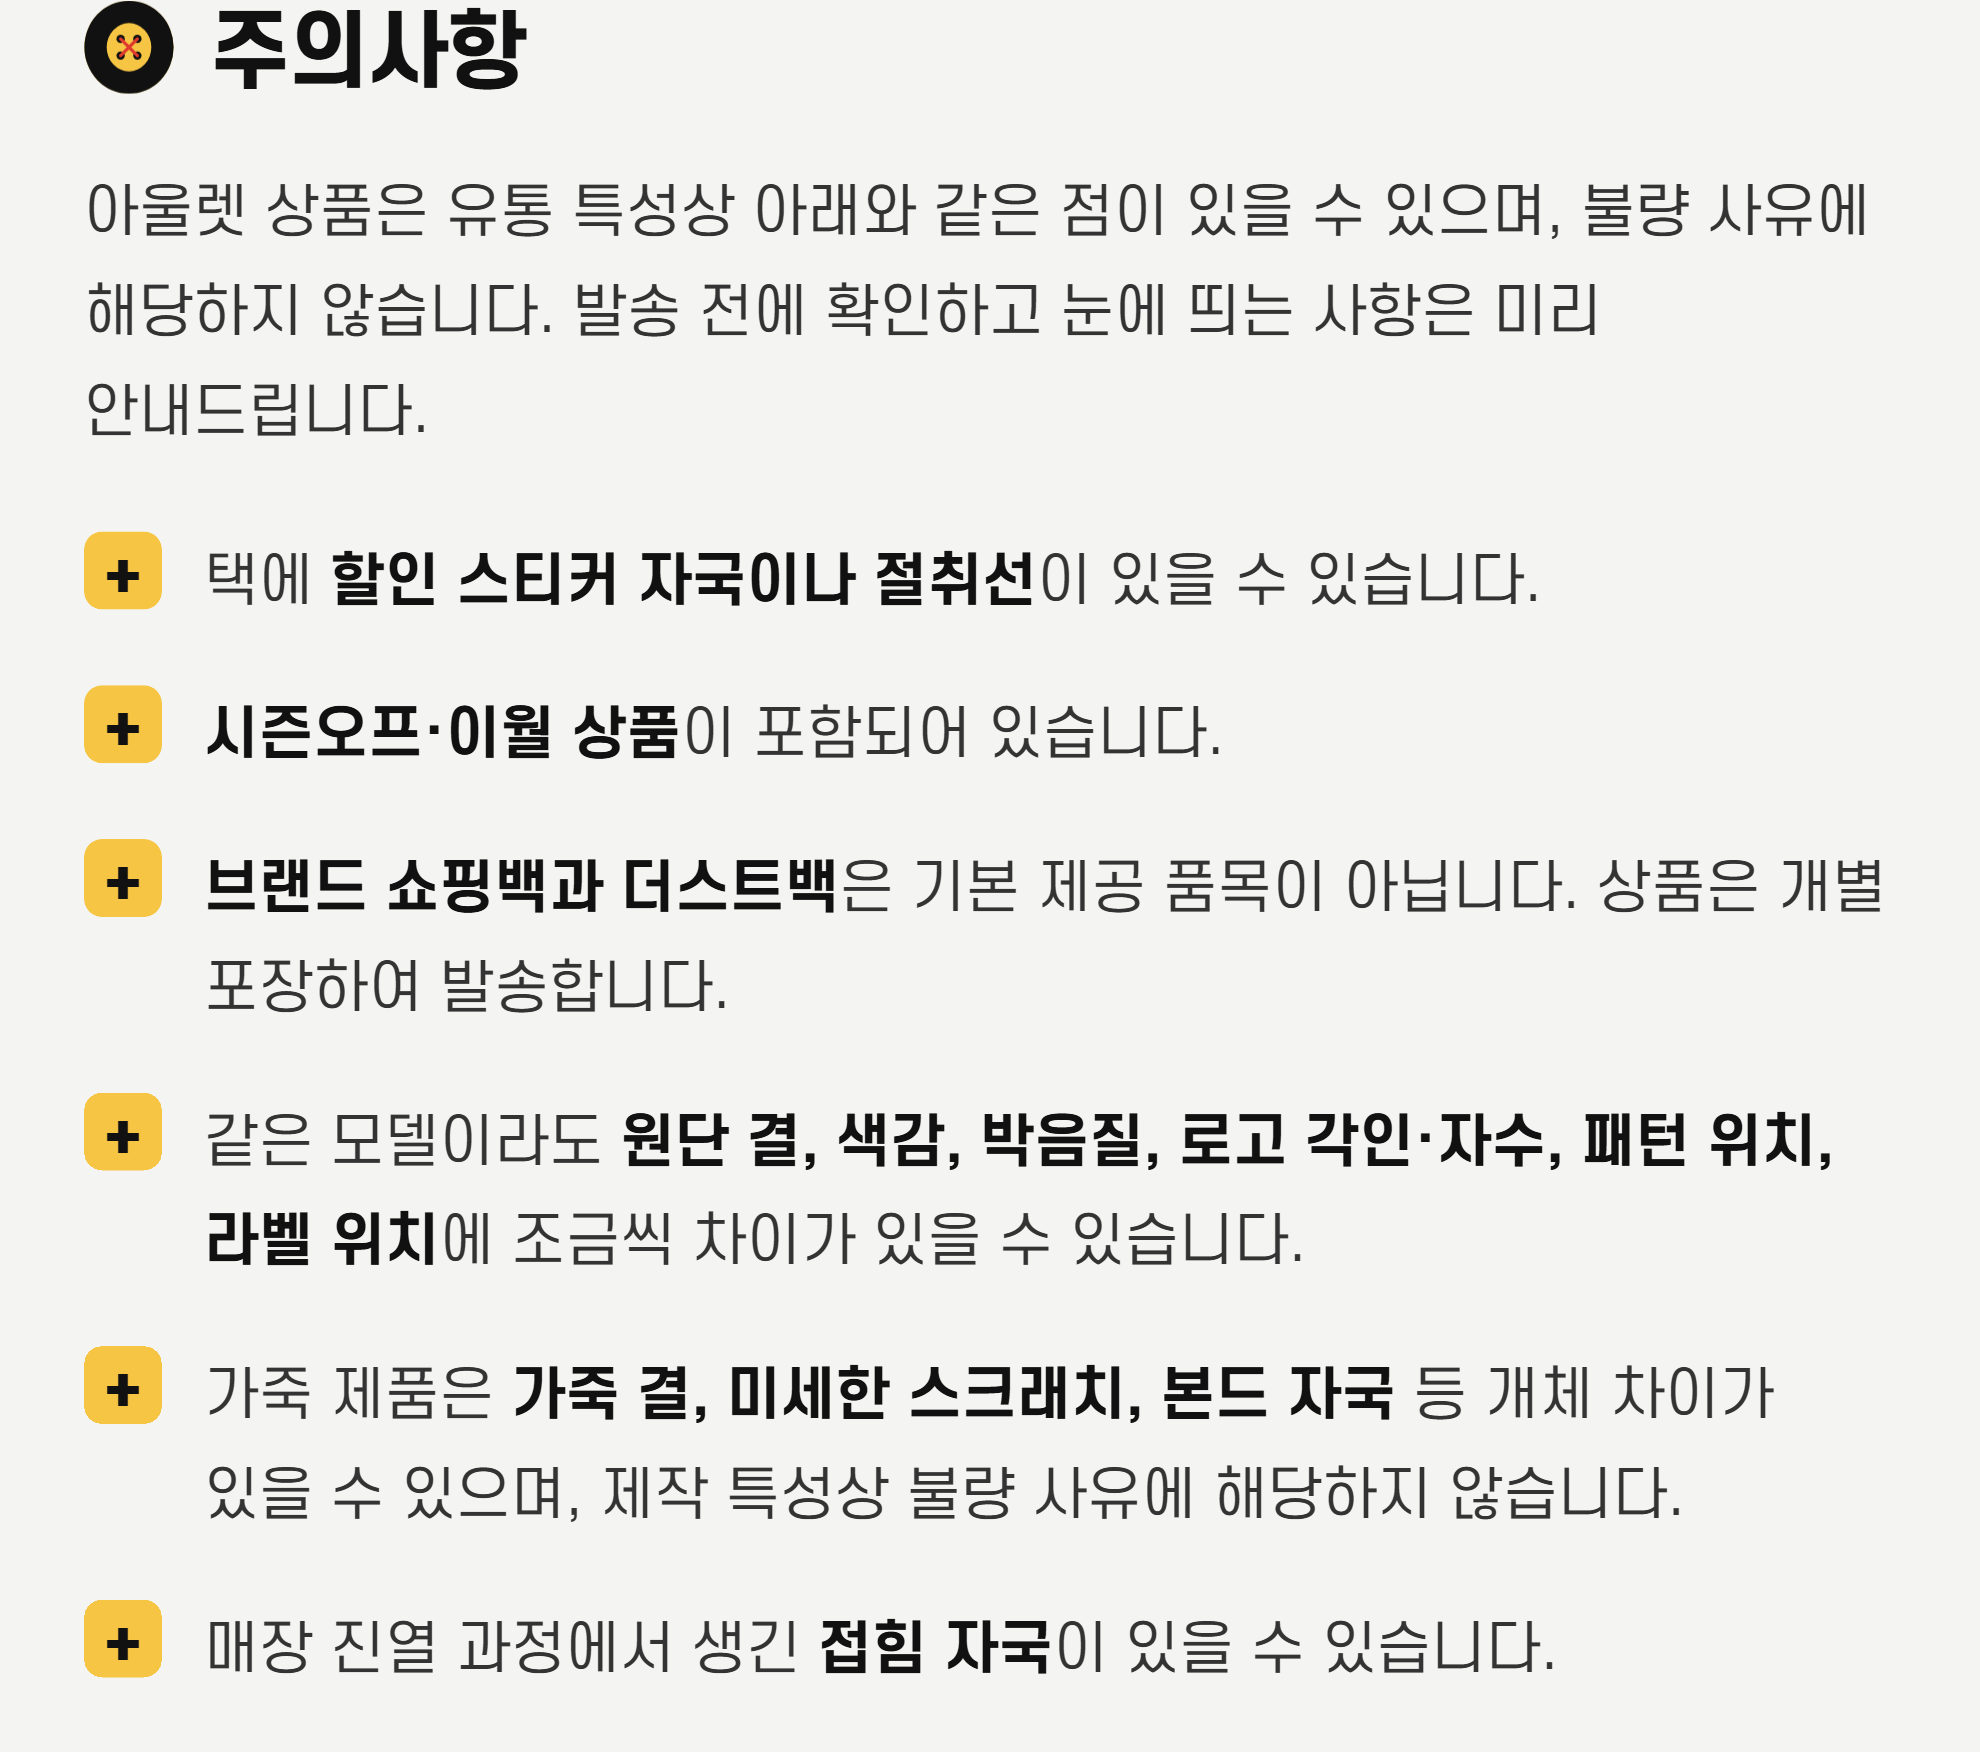 주의사항
아울렛 상품은 유통 특성상 아래와 같은 점이 있을 수 있으며, 불량 사유에
해당하지 않습니다. 발송 전에 확인하고 눈에 띄는 사항은 미리
안내드립니다.
+ 택에 할인 스티커 자국이나 절취선이 있을 수 있습니다.
+ 시즌오프·이월 상품이 포함되어 있습니다.
+ 브랜드 쇼핑백과 더스트백은 기본 제공 품목이 아닙니다. 상품은 개별
포장하여 발송합니다.
+ 같은 모델이라도 원단 결, 색감, 박음질, 로고 각인·자수, 패턴 위치,
라벨 위치에 조금씩 차이가 있을 수 있습니다.
+ 가죽 제품은 가죽 결, 미세한 스크래치, 본드 자국 등 개체 차이가
있을 수 있으며, 제작 특성상 불량 사유에 해당하지 않습니다.
+ 매장 진열 과정에서 생긴 접힘 자국이 있을 수 있습니다.